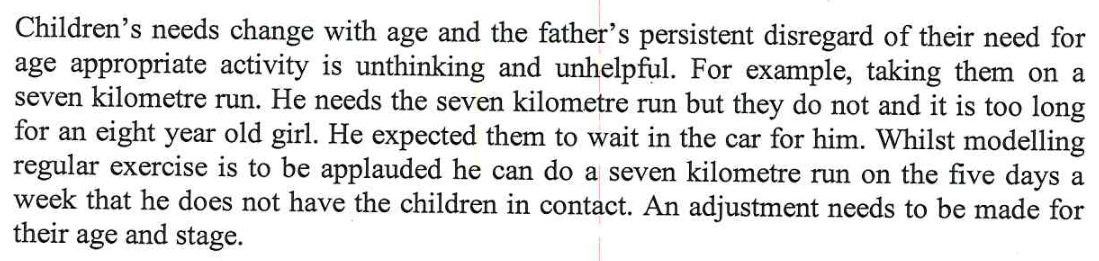 Children’s needs change with age and the father’s persistent disregard of their need for
age appropriate activity is unthinking and unhelpful. For example, taking them on a
seven kilometre run. He needs the seven kilometre run but they do not and it is too long
for an eight year old girl. He expected them to wait in the car for him. Whilst modelling
regular exercise is to be applauded he can do a seven kilometre run on the five days a
week that he does not have the children in contact. An adjustment needs to be made for
their age and stage.